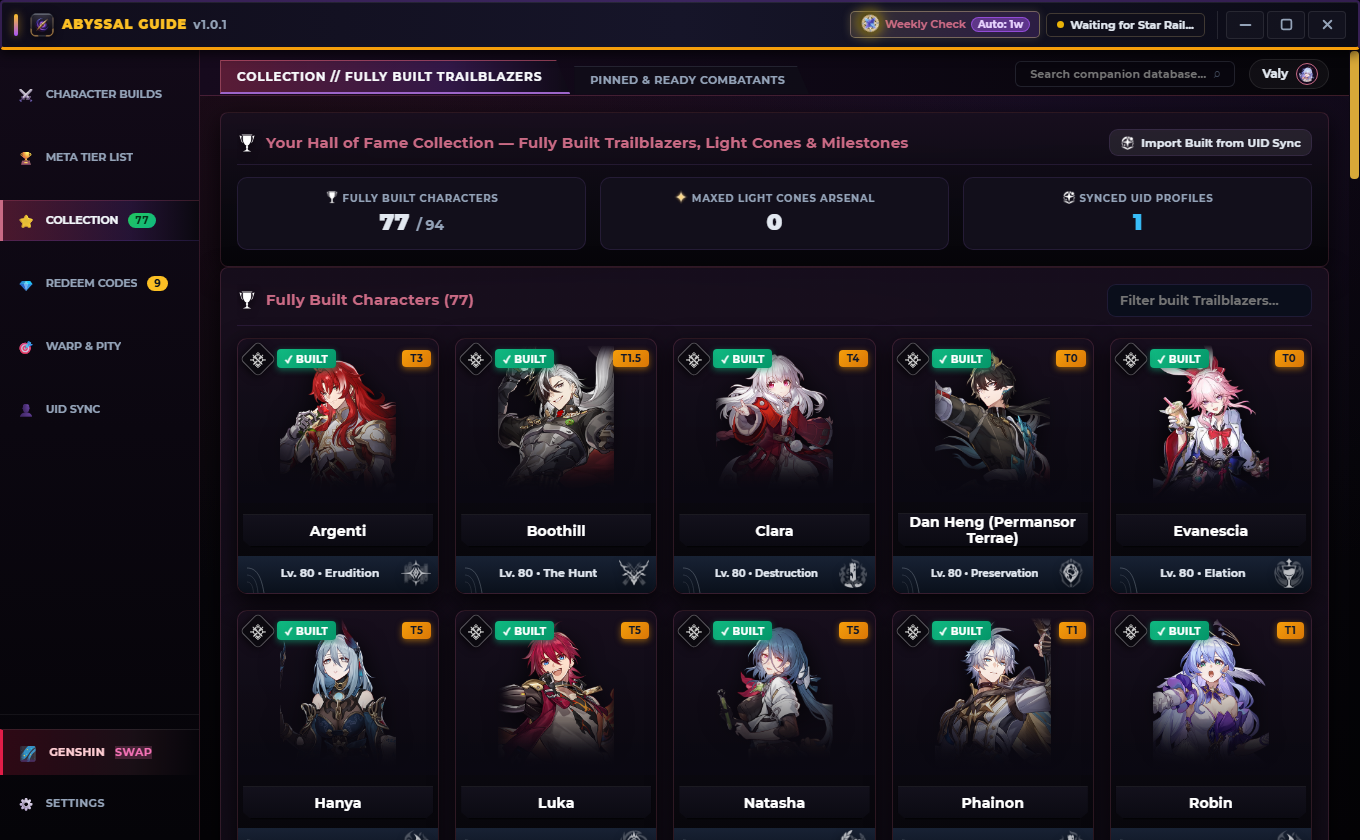 ABYSSAL GUIDE v1.0.1
Weekly Check Auto: 1w
Waiting for Star Rail...
CHARACTER BUILDS
META TIER LIST
COLLECTION 77
REDEEM CODES 9
WARP & PITY
UID SYNC
GENSHIN SWAP
SETTINGS
COLLECTION // FULLY BUILT TRAILBLAZERS
PINNED & READY COMBATANTS
Search companion database...
Valy
Your Hall of Fame Collection — Fully Built Trailblazers, Light Cones & Milestones
Import Built from UID Sync
FULLY BUILT CHARACTERS
77 / 94
MAXED LIGHT CONES ARSENAL
0
SYNCED UID PROFILES
1
Fully Built Characters (77)
Filter built Trailblazers...
✓ BUILT T3
Argenti
Lv. 80 • Erudition
✓ BUILT T1.5
Boothill
Lv. 80 • The Hunt
✓ BUILT T4
Clara
Lv. 80 • Destruction
✓ BUILT T0
Dan Heng (Permansor
Terrae)
Lv. 80 • Preservation
✓ BUILT T0
Evanescia
Lv. 80 • Elation
✓ BUILT T5
Hanya
✓ BUILT T5
Luka
✓ BUILT T5
Natasha
✓ BUILT T1
Phainon
✓ BUILT T1
Robin